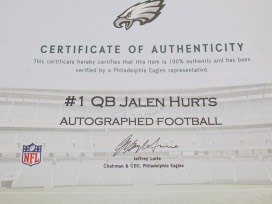 CERTIFICATE OF AUTHENTICITY
This certificate hereby certifies that this item is 100% authentic and has been
verified by a Philadelphia Eagles representative.
#1 QB JALEN HURTS
AUTOGRAPHED FOOTBALL
NFL
Jeffrey Lurie
Chairman & CEO, Philadelphia Eagles